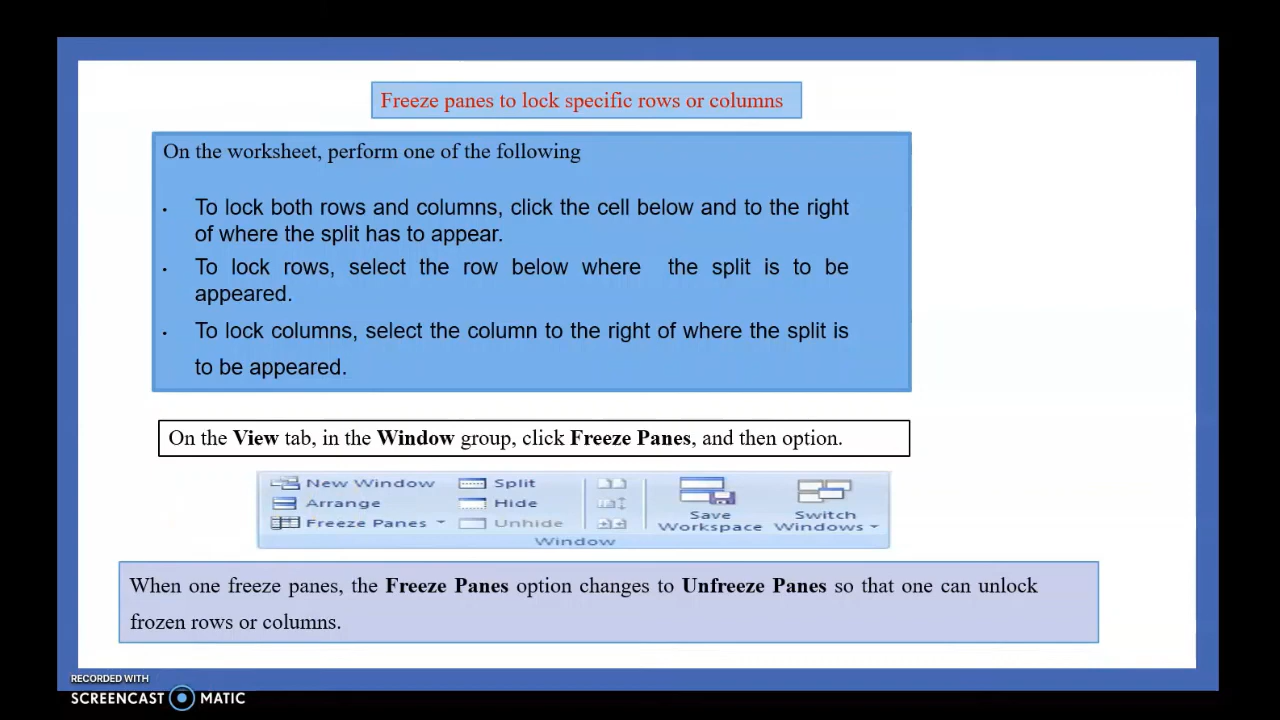 Freeze panes to lock specific rows or columns
On the worksheet, perform one of the following
· To lock both rows and columns, click the cell below and to the right
of where the split has to appear.
· To lock rows, select the row below where the split is to be
appeared.
· To lock columns, select the column to the right of where the split is
to be appeared.
On the View tab, in the Window group, click Freeze Panes, and then option.
New Window Split
Arrange Hide
Freeze Panes Unhide
Save Workspace
Switch Windows
Window
When one freeze panes, the Freeze Panes option changes to Unfreeze Panes so that one can unlock
frozen rows or columns.
RECORDED WITH
SCREENCAST MATIC